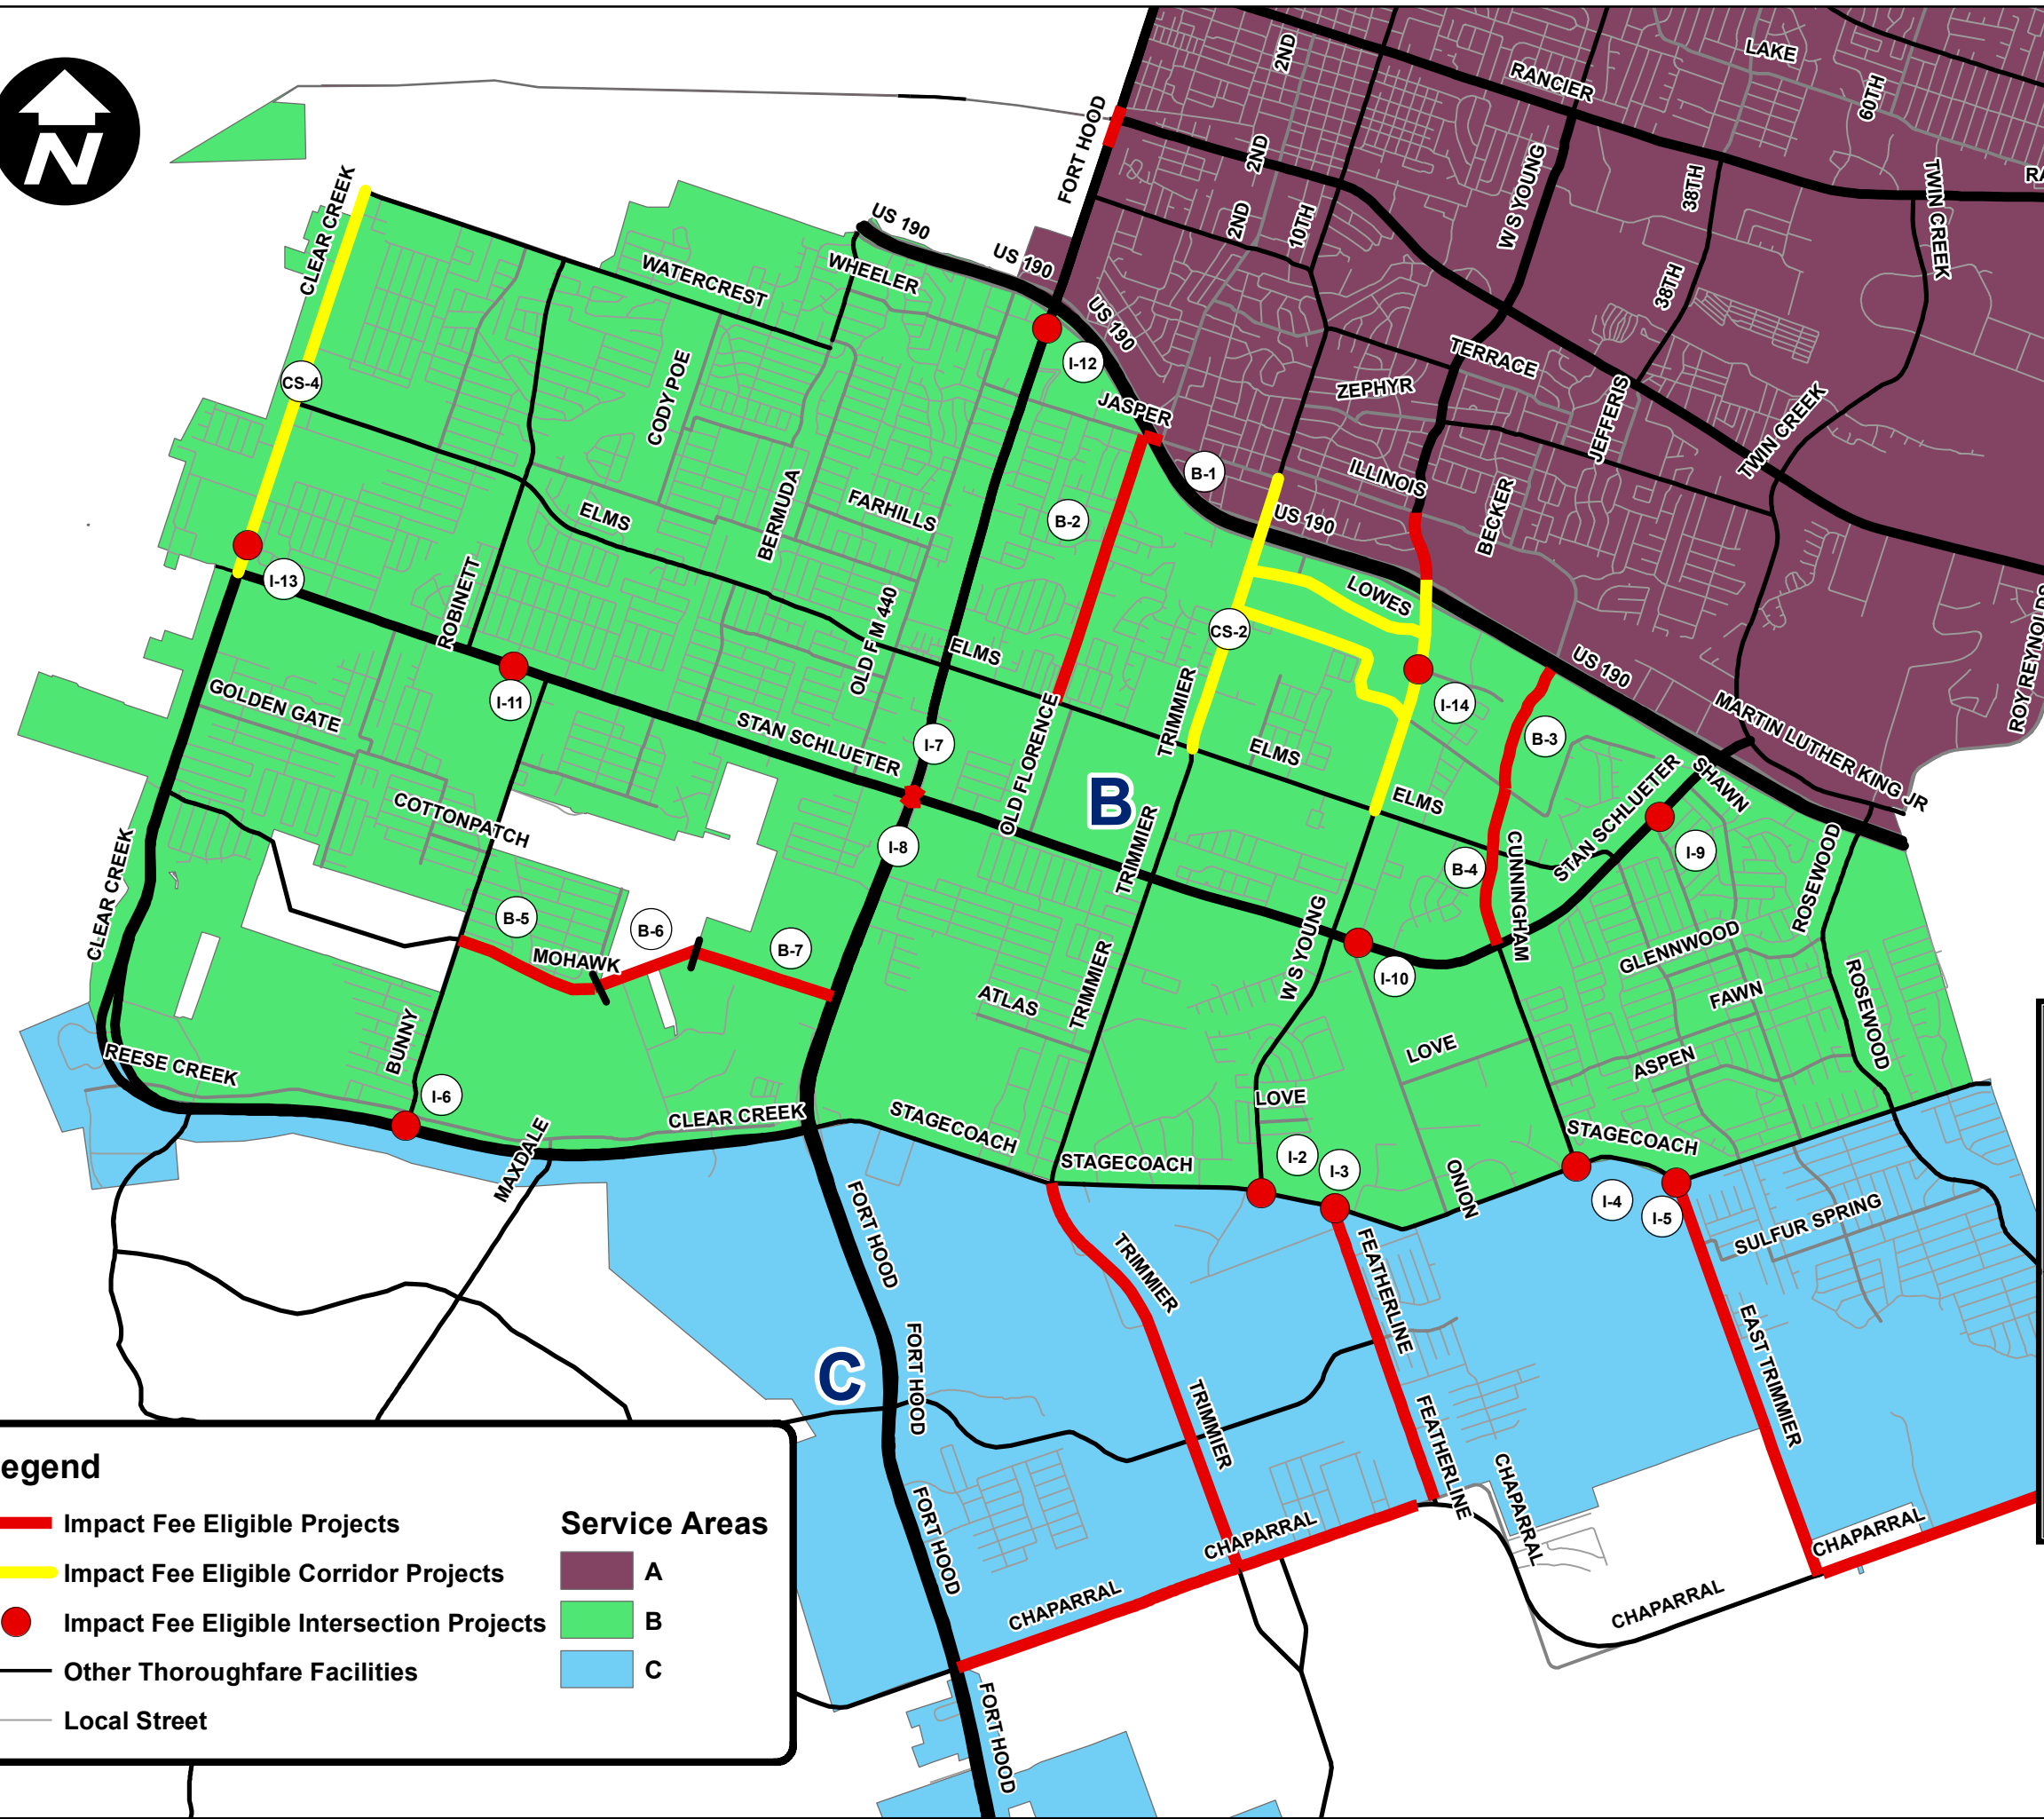 N
2ND
LAKE
RANCIER
60TH
FORT HOOD
2ND
W S YOUNG
38TH
TWIN CREEK
RA
CLEAR CREEK
US 190
2ND
10TH
WATERCREST
WHEELER
US 190
38TH
US 190
I-12
TERRACE
CS-4
CODY POE
JASPER
ZEPHYR
JEFFERIS
TWIN CREEK
B-1
ILLINOIS
ELMS
BERMUDA
FARHILLS
B-2
US 190
BECKER
I-13
ROBINETT
LOWES
OLD F M 440
ELMS
CS-2
ROY REYNOLDS
US 190
GOLDEN GATE
I-11
STAN SCHLUETER
I-7
OLD FLORENCE
TRIMMIER
ELMS
I-14
B-3
MARTIN LUTHER KING JR
B
ELMS
STAN SCHLUETER
SHAWN
COTTONPATCH
I-8
TRIMMIER
CUNNINGHAM
B-4
I-9
ROSEWOOD
CLEAR CREEK
B-5
B-6
B-7
MOHAWK
W S YOUNG
I-10
GLENNWOOD
ATLAS
TRIMMIER
FAWN
ROSEWOOD
BUNNY
REESE CREEK
LOVE
ASPEN
I-6
MAXDALE
CLEAR CREEK
STAGECOACH
LOVE
STAGECOACH
STAGECOACH
I-2
I-3
ONION
I-4
I-5
SULFUR SPRING
FORT HOOD
TRIMMIER
FEATHERLINE
EAST TRIMMIER
C
FORT HOOD
TRIMMIER
FEATHERLINE
CHAPARRAL
FORT HOOD
CHAPARRAL
CHAPARRAL
CHAPARRAL
CHAPARRAL
FORT HOOD
egend
Impact Fee Eligible Projects
Impact Fee Eligible Corridor Projects
Impact Fee Eligible Intersection Projects
Other Thoroughfare Facilities
Local Street
Service Areas
A
B
C